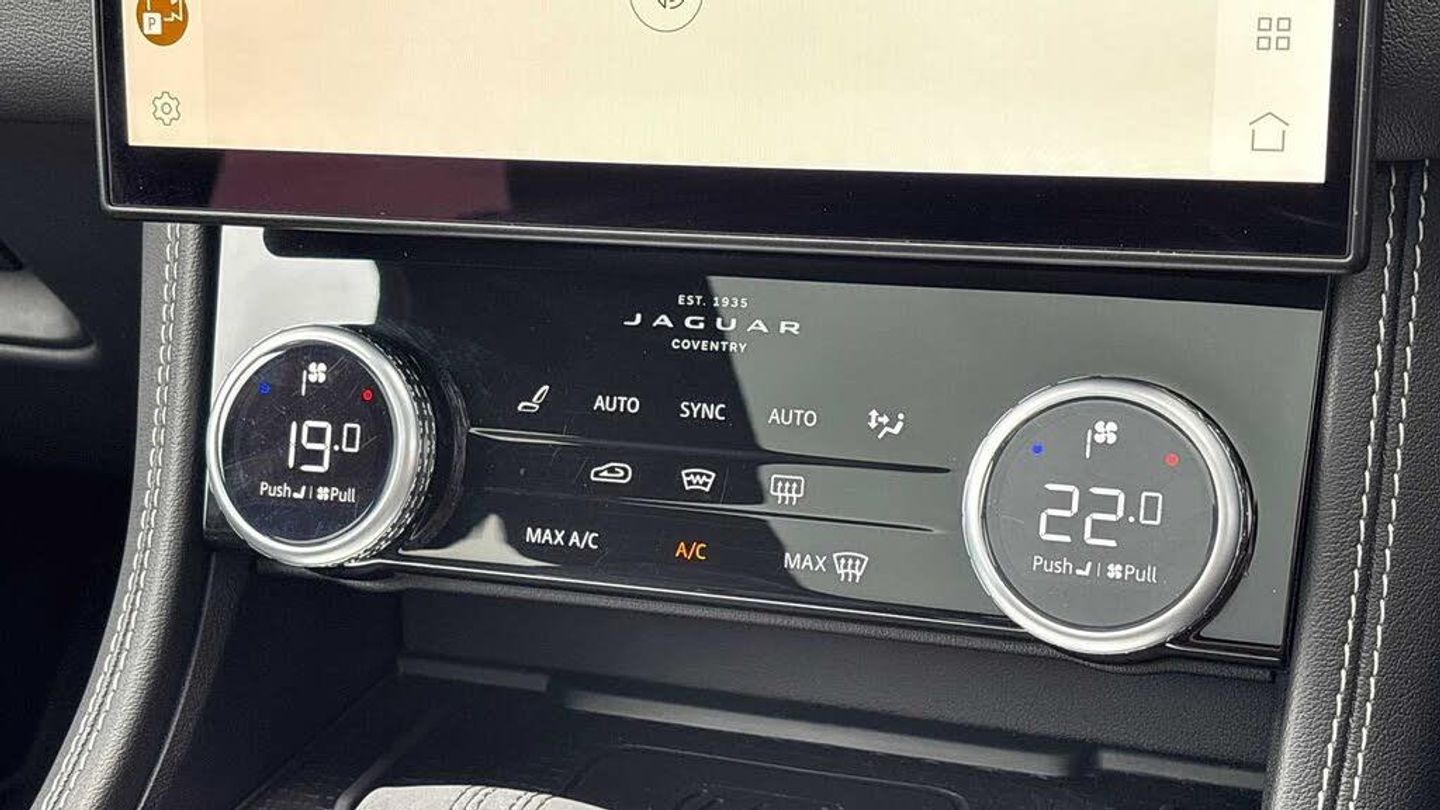 P
EST. 1935
JAGUAR
COVENTRY
19.0
Push | Pull
AUTO SYNC AUTO
MAX A/C A/C MAX
22.0
Push | Pull